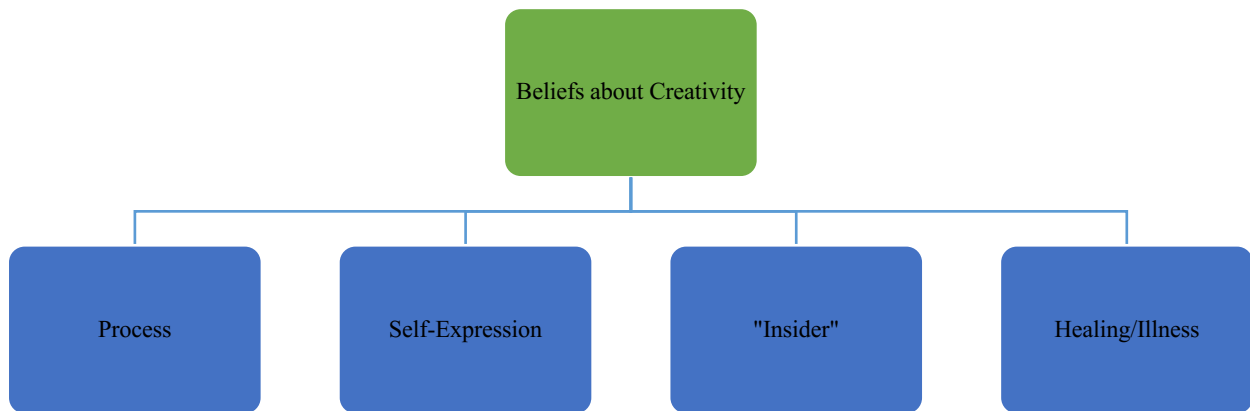 Beliefs about Creativity
Process
Self-Expression
"Insider"
Healing/Illness